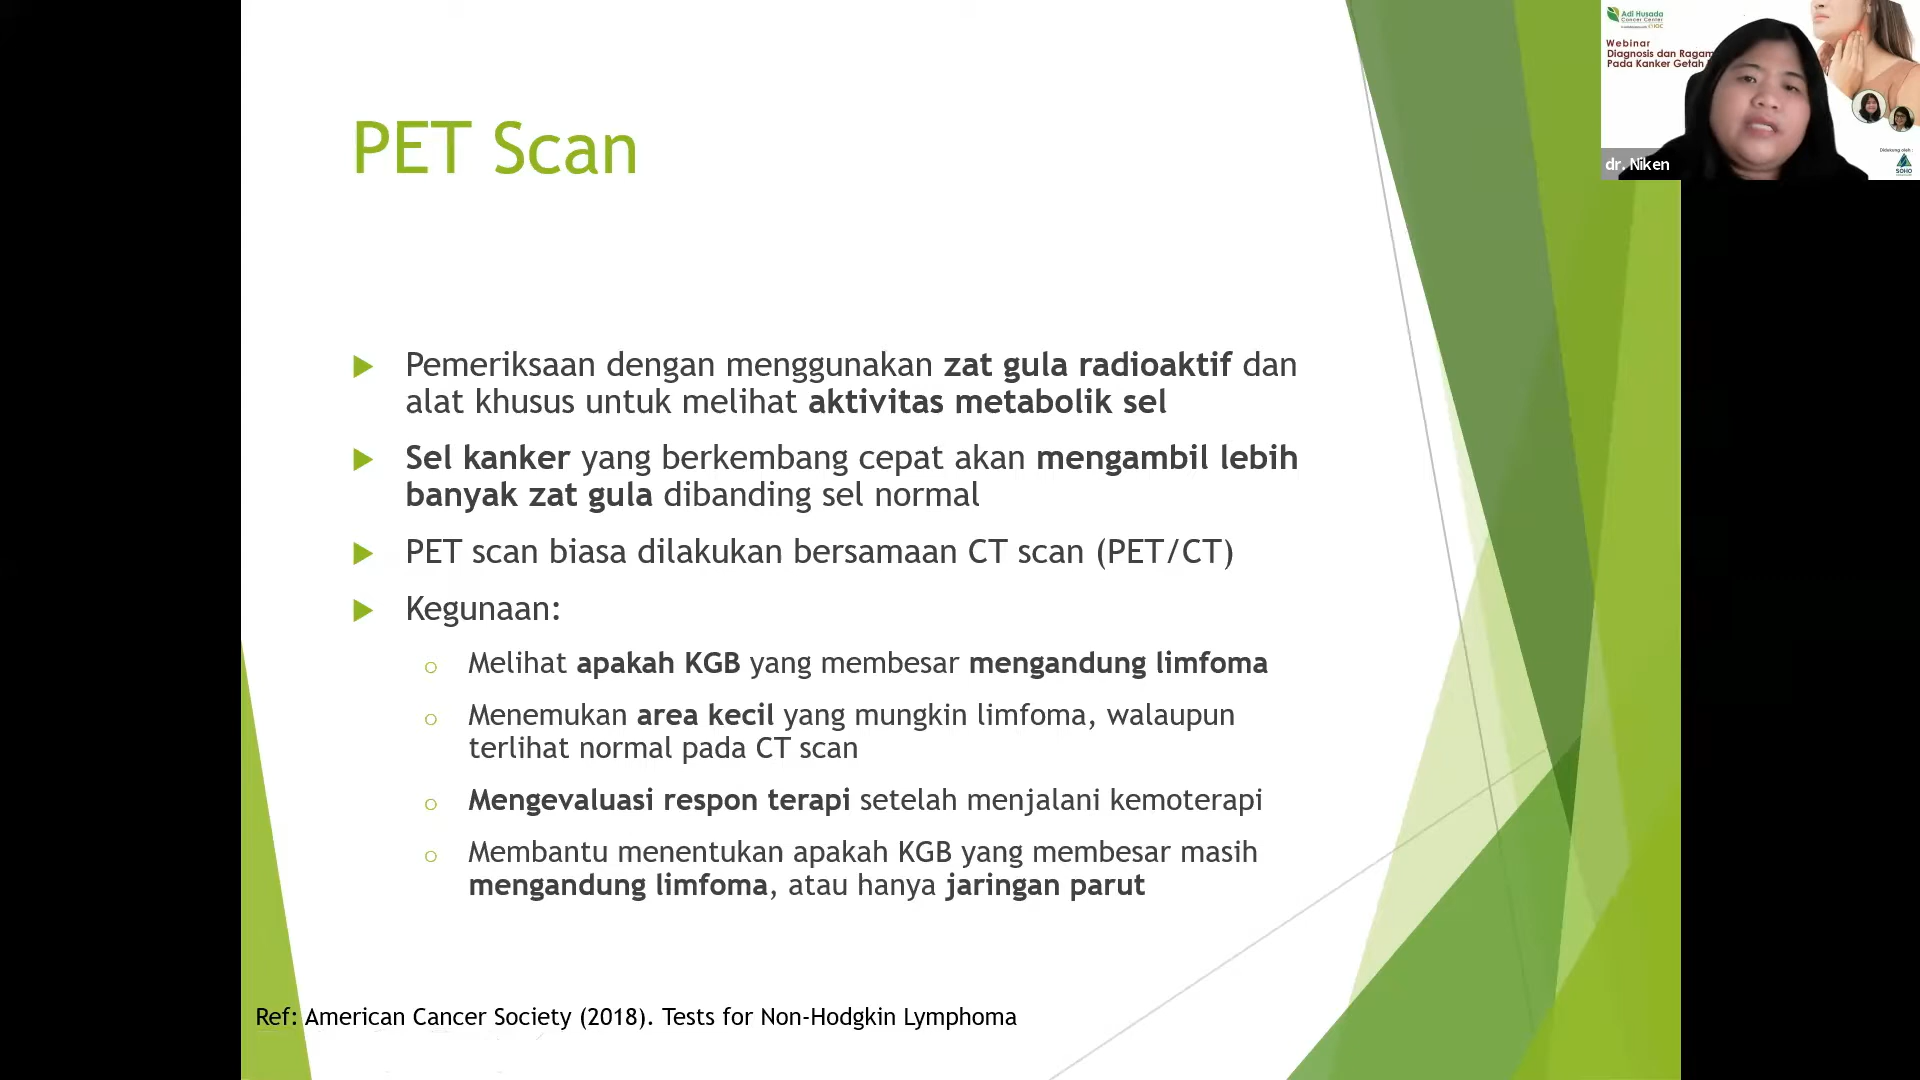 PET Scan
Pemeriksaan dengan menggunakan zat gula radioaktif dan
alat khusus untuk melihat aktivitas metabolik sel
Sel kanker yang berkembang cepat akan mengambil lebih
banyak zat gula dibanding sel normal
PET scan biasa dilakukan bersamaan CT scan (PET/CT)
Kegunaan:
Melihat apakah KGB yang membesar mengandung limfoma
Menemukan area kecil yang mungkin limfoma, walaupun
terlihat normal pada CT scan
Mengevaluasi respon terapi setelah menjalani kemoterapi
Membantu menentukan apakah KGB yang membesar masih
mengandung limfoma, atau hanya jaringan parut
Ref: American Cancer Society (2018). Tests for Non-Hodgkin Lymphoma
Adi Husada
Cancer Center
Webinar
Diagnosis dan Ragam
Pada Kanker Getah
dr. Niken
Didukung oleh :
SOHO